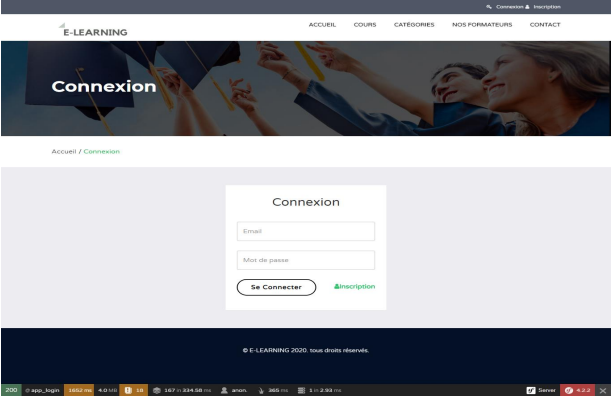 Connexion Inscription
E-LEARNING
ACCUEIL COURS CATÉGORIES NOS FORMATEURS CONTACT
Connexion
Accueil / Connexion
Connexion
Email
Mot de passe
Se Connecter Inscription
© E-LEARNING 2020. tous droits réservés.
200 @ app_login 1652 ms 4.0 MB 18 167 in 334.58 ms anon. 365 ms 1 in 2.93 ms Server 4.2.2